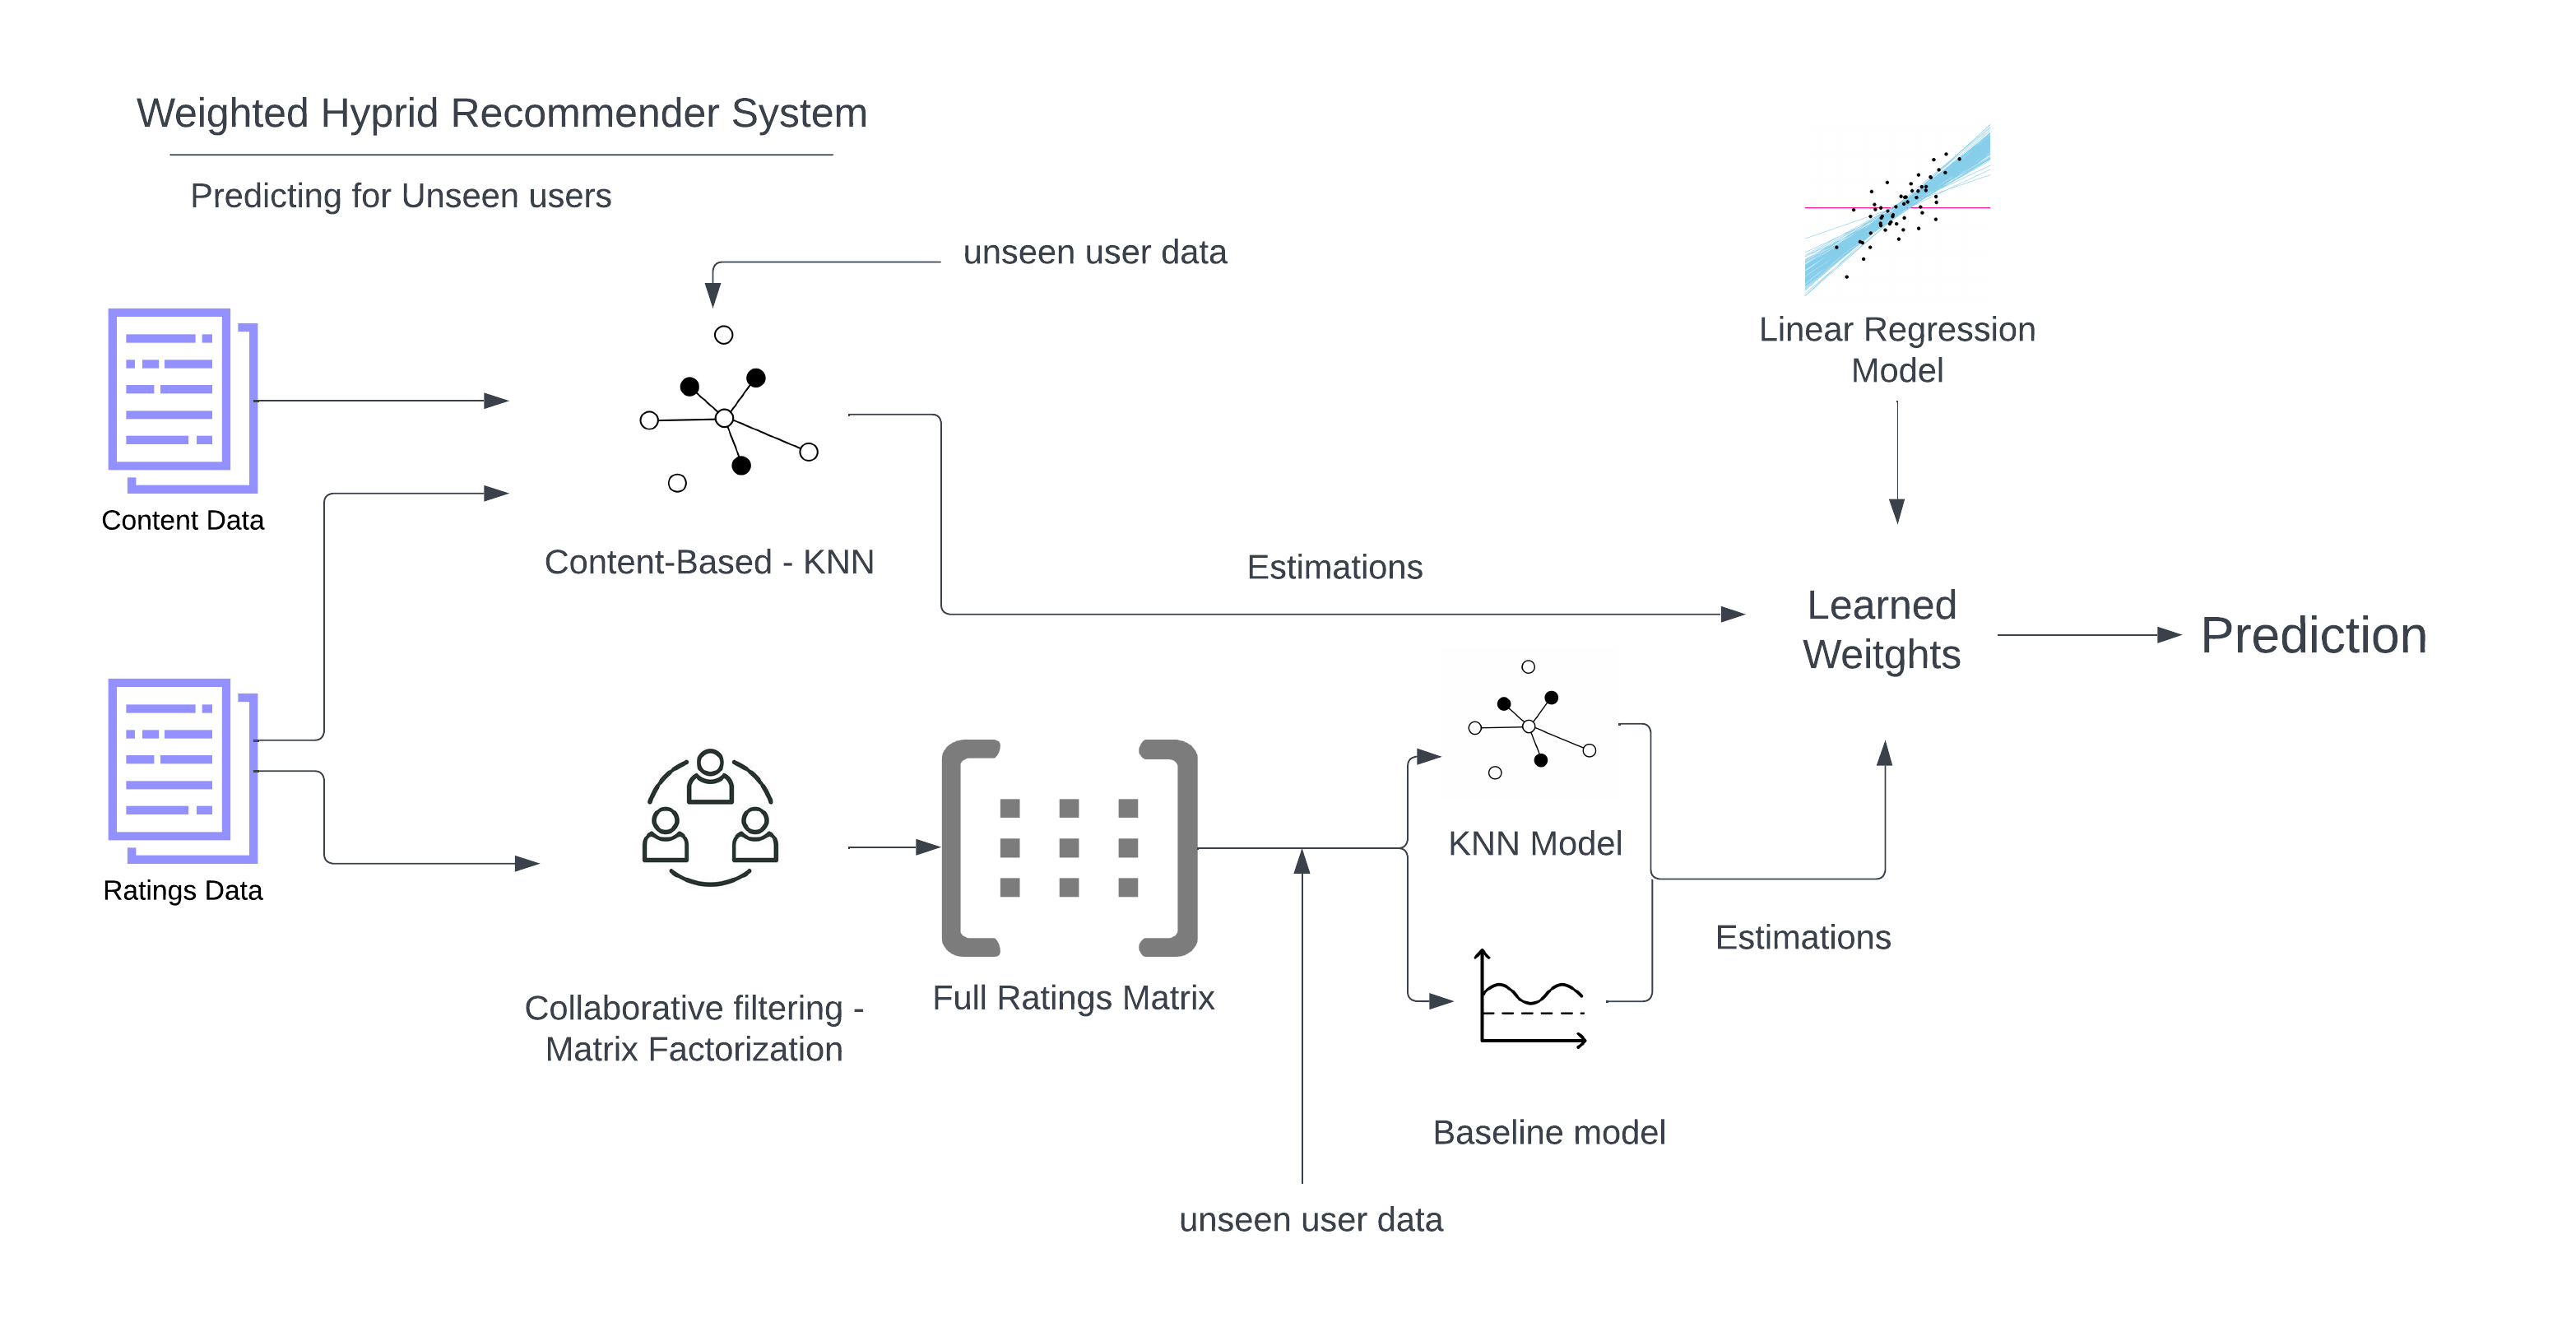 Weighted Hyprid Recommender System
Predicting for Unseen users
unseen user data
Linear Regression
Model
Content Data
Content-Based - KNN
Estimations
Learned
Weitghts
Prediction
Ratings Data
KNN Model
Collaborative filtering -
Matrix Factorization
Full Ratings Matrix
Estimations
Baseline model
unseen user data